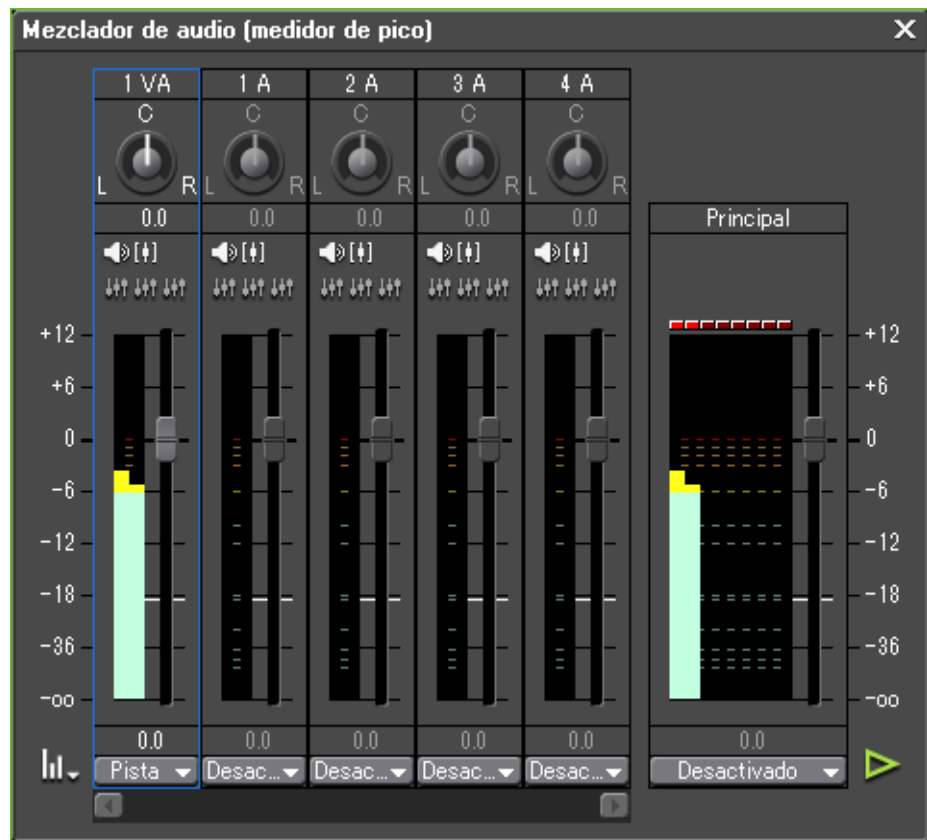 Mezclador de audio (medidor de pico)
1 VA 1 A 2 A 3 A 4 A
C C C C C
L R L R L R L R L R
0.0 0.0 0.0 0.0 0.0 Principal
+12 +12
+6 +6
0 0
-6 -6
-12 -12
-18 -18
-36 -36
-oo -oo
0.0 0.0 0.0 0.0 0.0 0.0
Pista Desac... Desac... Desac... Desac... Desactivado